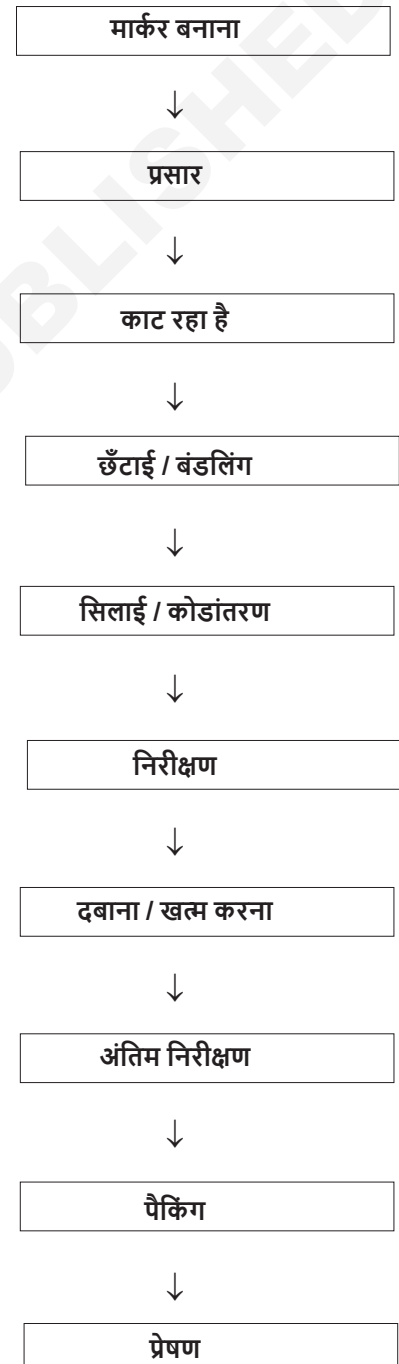 मार्कर बनाना
↓
प्रसार
↓
काट रहा है
↓
छँटाई / बंडलिंग
↓
सिलाई / कोडांतरण
↓
निरीक्षण
↓
दबाना / खत्म करना
↓
अंतिम निरीक्षण
↓
पैकिंग
↓
प्रेषण